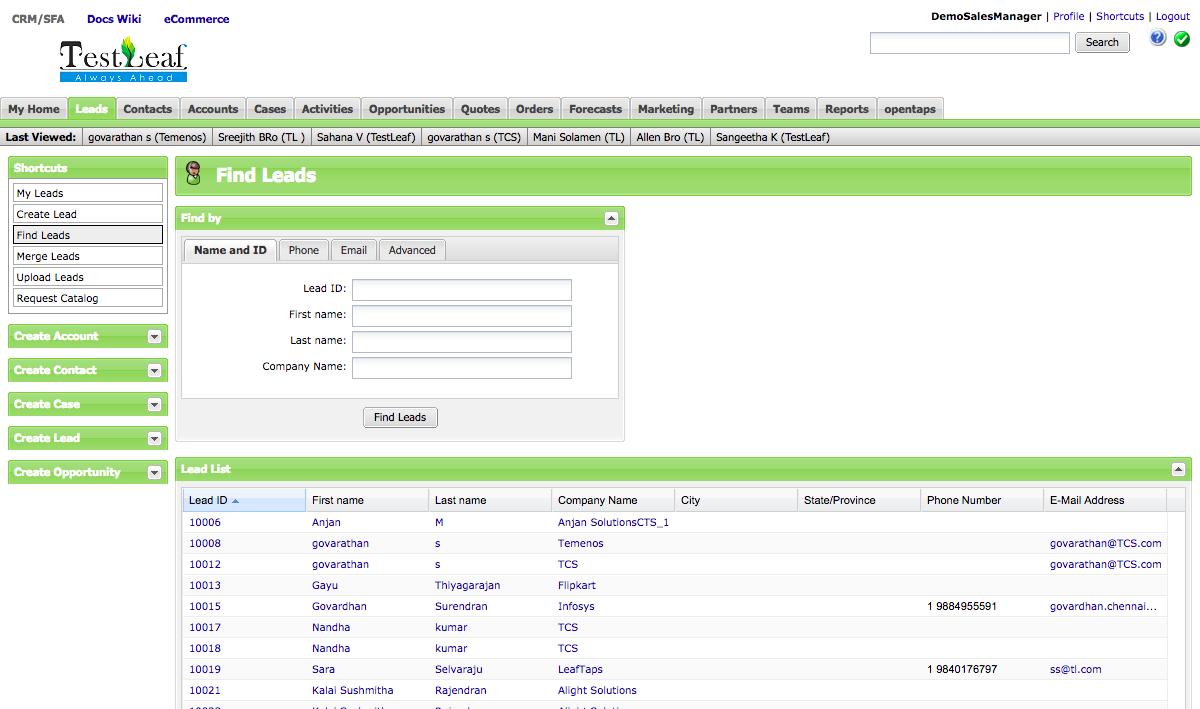 CRM/SFA Docs Wiki eCommerce
DemoSalesManager | Profile | Shortcuts | Logout
TestLeaf
Always Ahead
Search
My Home Leads Contacts Accounts Cases Activities Opportunities Quotes Orders Forecasts Marketing Partners Teams Reports opentaps
Last Viewed: govarathan s (Temenos) Sreejith BRo (TL ) Sahana V (TestLeaf) govarathan s (TCS) Mani Solamen (TL) Allen Bro (TL) Sangeetha K (TestLeaf)
Shortcuts
My Leads
Create Lead
Find Leads
Merge Leads
Upload Leads
Request Catalog
Create Account
Create Contact
Create Case
Create Lead
Create Opportunity
Find Leads
Find by
Name and ID Phone Email Advanced
Lead ID:
First name:
Last name:
Company Name:
Find Leads
Lead List
Lead ID First name Last name Company Name City State/Province Phone Number E-Mail Address
10006 Anjan M Anjan SolutionsCTS_1
10008 govarathan s Temenos govarathan@TCS.com
10012 govarathan s TCS govarathan@TCS.com
10013 Gayu Thiyagarajan Flipkart
10015 Govardhan Surendran Infosys 1 9884955591 govardhan.chennai...
10017 Nandha kumar TCS
10018 Nandha kumar TCS
10019 Sara Selvaraju LeafTaps 1 9840176797 ss@tl.com
10021 Kalai Sushmitha Rajendran Alight Solutions